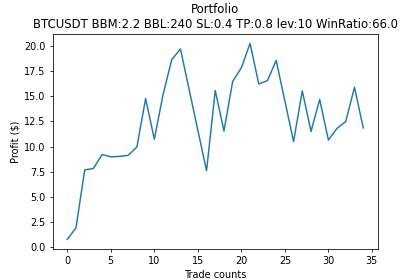 Portfolio
BTCUSDT BBM:2.2 BBL:240 SL:0.4 TP:0.8 lev:10 WinRatio:66.0
20.0
17.5
15.0
12.5
10.0
7.5
5.0
2.5
0.0
Profit ($)
0 5 10 15 20 25 30 35
Trade counts